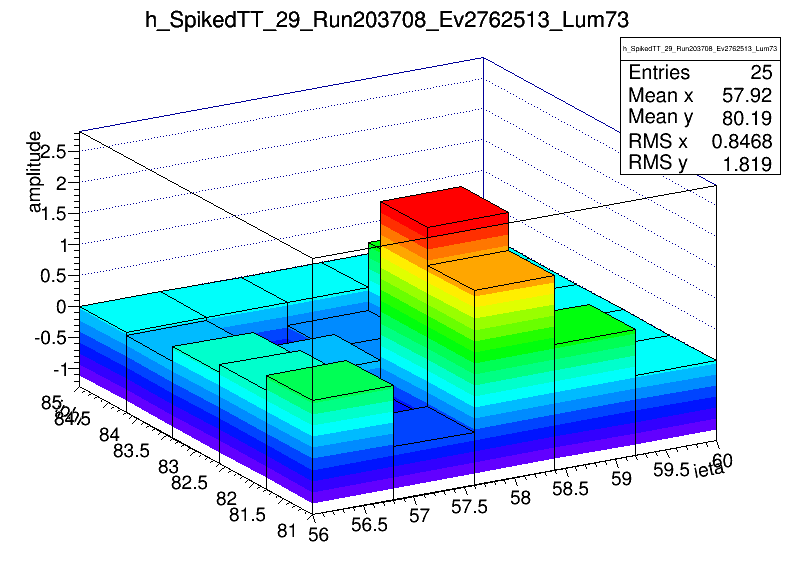 h_SpikedTT_29_Run203708_Ev2762513_Lum73
h_SpikedTT_29_Run203708_Ev2762513_Lum73
Entries 25
Mean x 57.92
Mean y 80.19
RMS x 0.8468
RMS y 1.819
amplitude
2.5
2
1.5
1
0.5
0
-0.5
-1
85
84.5
84
83.5
83
82.5
82
81.5
81
56
56.5
57
57.5
58
58.5
59
59.5
60
ieta